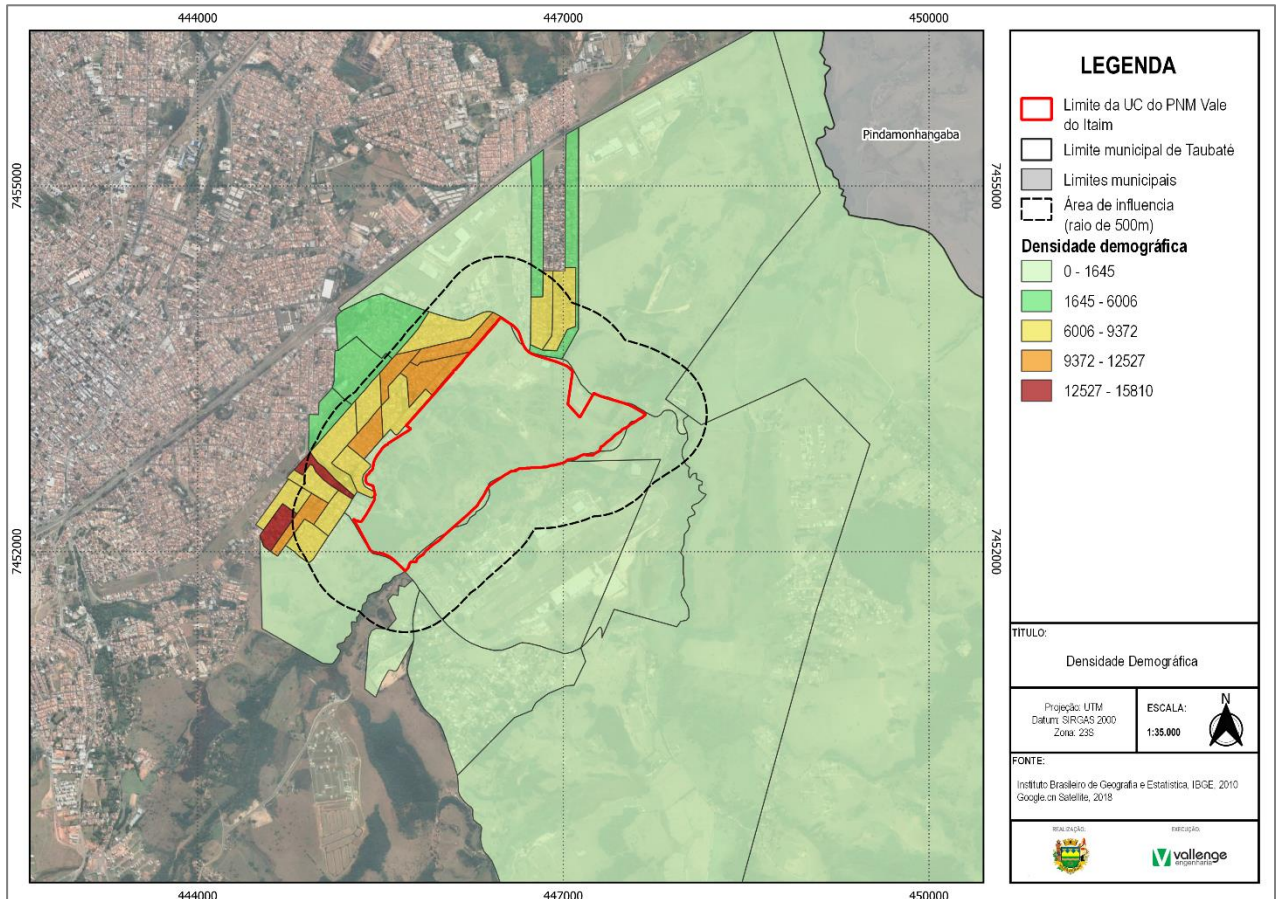 444000
447000
450000
7455000
7455000
7452000
7452000
Pindamonhangaba
444000
447000
450000
LEGENDA
Limite da UC do PNM Vale
do Itaim
Limite municipal de Taubaté
Limites municipais
Área de influencia
(raio de 500m)
Densidade demográfica
0 - 1645
1645 - 6006
6006 - 9372
9372 - 12527
12527 - 15810
TÍTULO:
Densidade Demográfica
Projeção: UTM
Datum: SIRGAS 2000
Zona: 23S
ESCALA:
1:35.000
N
FONTE:
Instituto Brasileiro de Geografia e Estatística, IBGE, 2010
Google.cn Satellite, 2018
REALIZAÇÃO:
EXECUÇÃO:
vallenge
engenharia